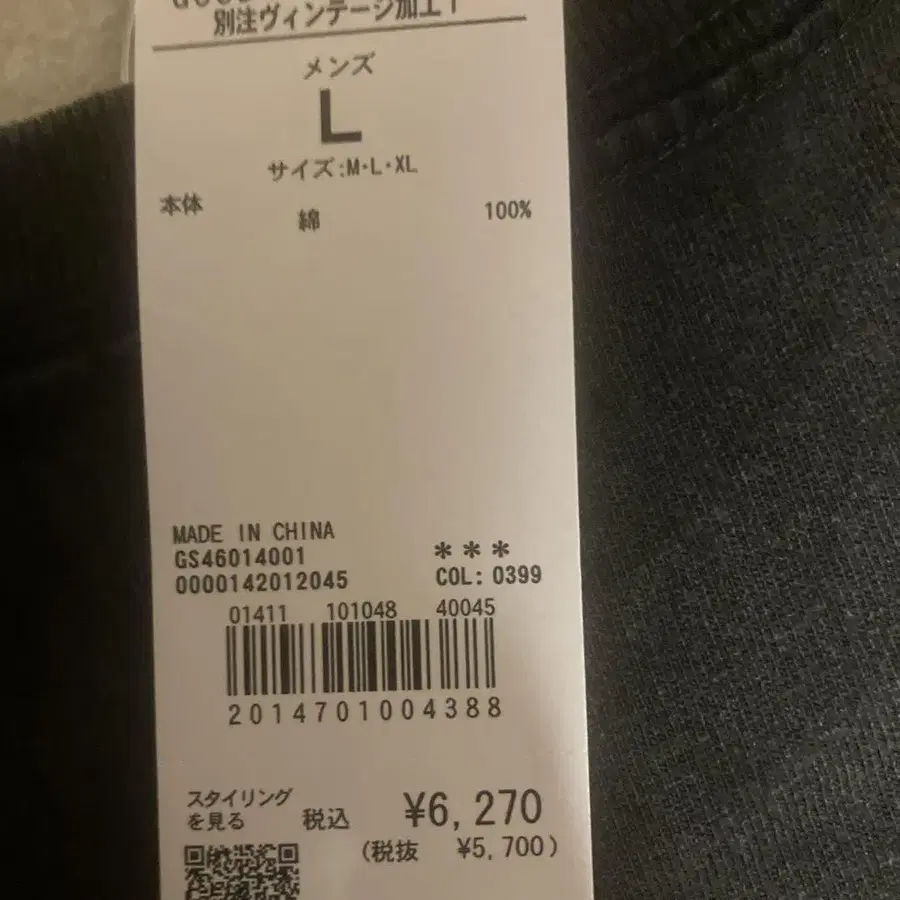 別注ヴィンテージ加工T
メンズ
L
サイズ:M・L・XL
本体 綿 100%
MADE IN CHINA
GS46014001 ***
0000142012045 COL: 0399
01411 101048 40045
2014701004388
スタイリング
を見る 税込 ¥6,270
(税抜 ¥5,700)